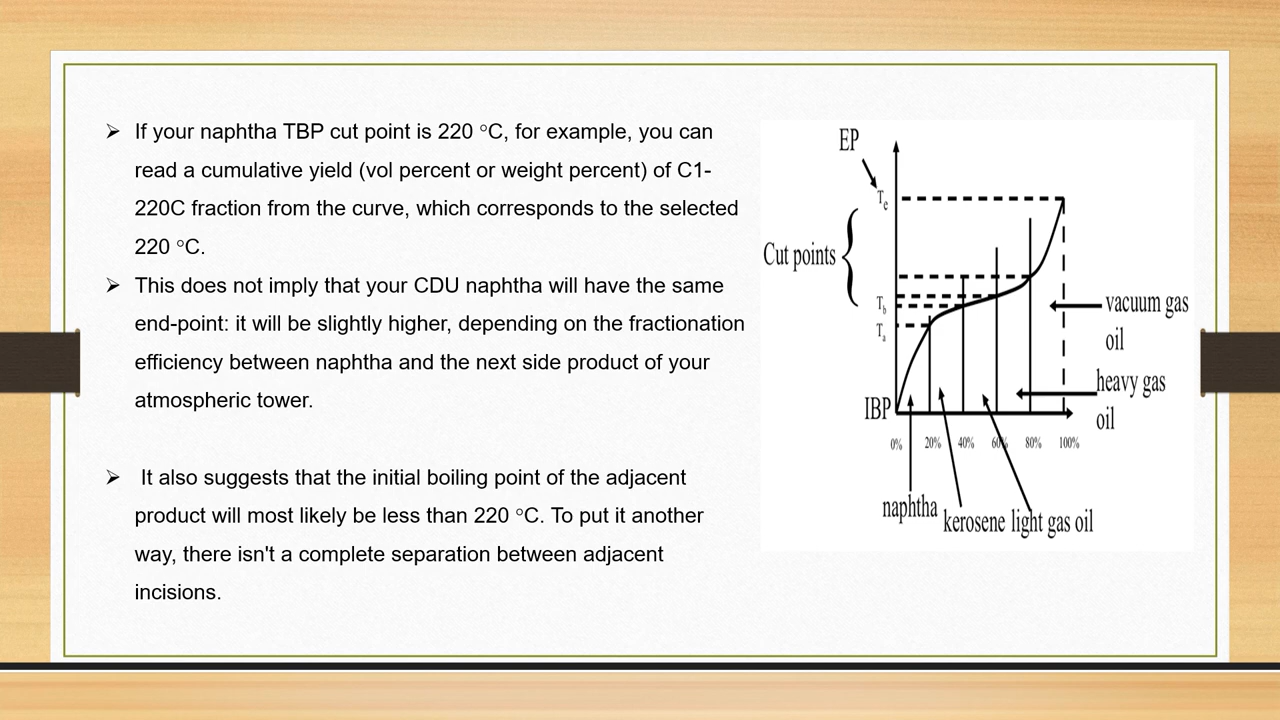 ➢ If your naphtha TBP cut point is 220 °C, for example, you can
read a cumulative yield (vol percent or weight percent) of C1-
220C fraction from the curve, which corresponds to the selected
220 °C.
➢ This does not imply that your CDU naphtha will have the same
end-point: it will be slightly higher, depending on the fractionation
efficiency between naphtha and the next side product of your
atmospheric tower.
➢ It also suggests that the initial boiling point of the adjacent
product will most likely be less than 220 °C. To put it another
way, there isn't a complete separation between adjacent
incisions.
EP
Te
Cut points
Tb
Ta
IBP
0% 20% 40% 60% 80% 100%
vacuum gas
oil
heavy gas
oil
naphtha kerosene light gas oil